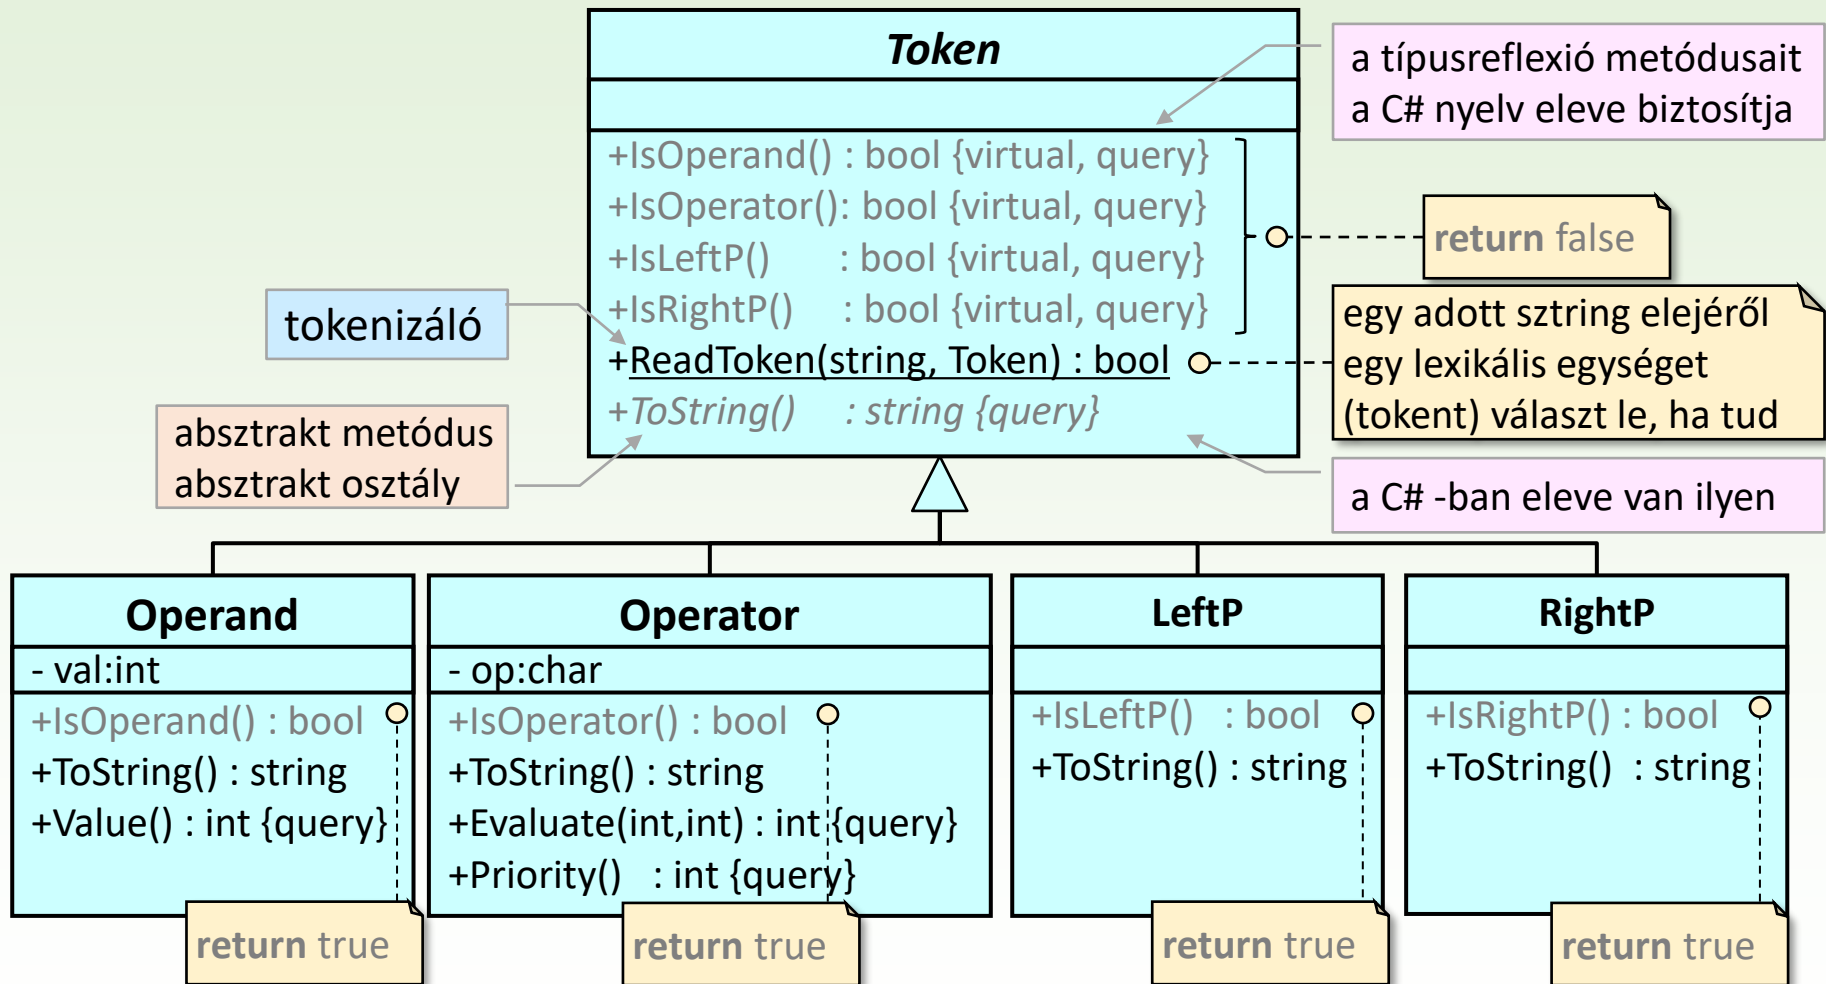 Token
a típusreflexió metódusait
a C# nyelv eleve biztosítja
+IsOperand() : bool {virtual, query}
+IsOperator(): bool {virtual, query}
+IsLeftP() : bool {virtual, query}
+IsRightP() : bool {virtual, query}
return false
tokenizáló
+ReadToken(string, Token) : bool
egy adott sztring elejéről
egy lexikális egységet
(tokent) választ le, ha tud
+ToString() : string {query}
absztrakt metódus
absztrakt osztály
a C# -ban eleve van ilyen
Operand
- val:int
+IsOperand() : bool
+ToString() : string
+Value() : int {query}
return true
Operator
- op:char
+IsOperator() : bool
+ToString() : string
+Evaluate(int,int) : int {query}
+Priority() : int {query}
return true
LeftP
+IsLeftP() : bool
+ToString() : string
return true
RightP
+IsRightP() : bool
+ToString() : string
return true